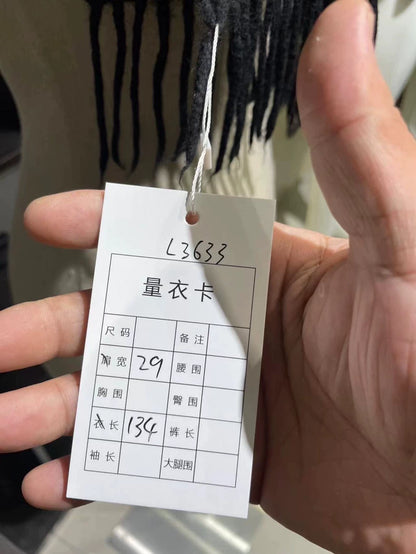 L3633
量衣卡
尺码 备注
肩宽 29 腰围
胸围 臀围
衣长 134 裤长
袖长 大腿围